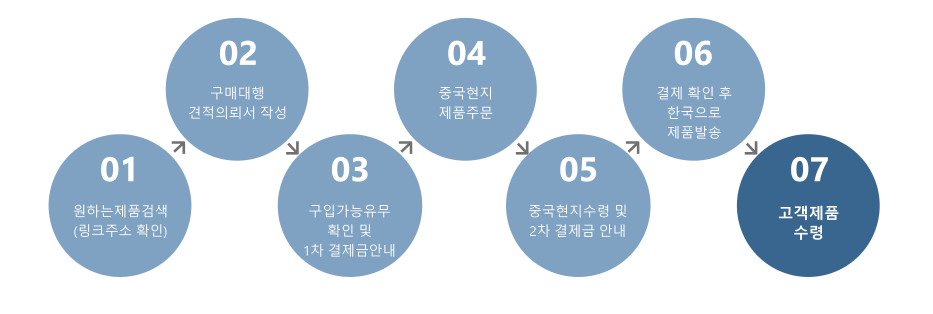 01
원하는제품검색
(링크주소 확인)
02
구매대행
견적의뢰서 작성
03
구입가능유무
확인 및
1차 결제금안내
04
중국현지
제품주문
05
중국현지수령 및
2차 결제금 안내
06
결제 확인 후
한국으로
제품발송
07
고객제품
수령